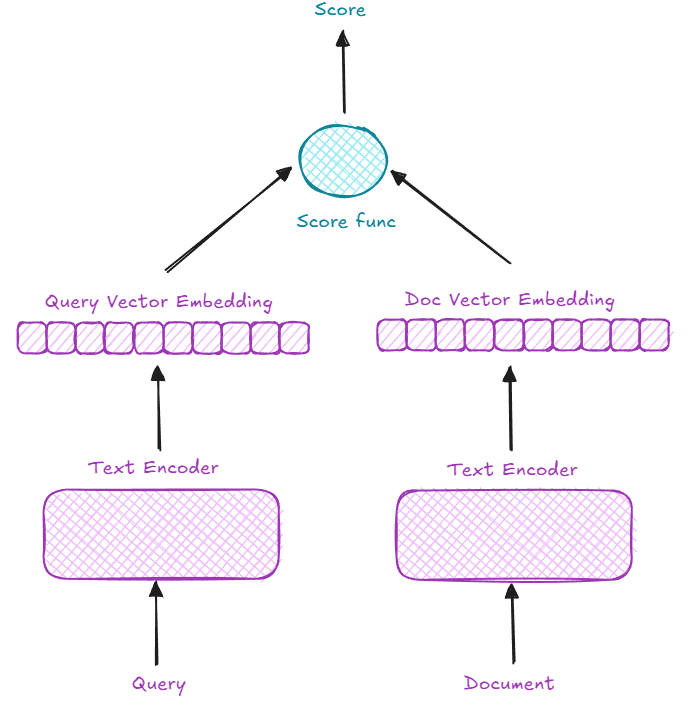 Score
Score func
Query Vector Embedding
Doc Vector Embedding
Text Encoder
Text Encoder
Query
Document